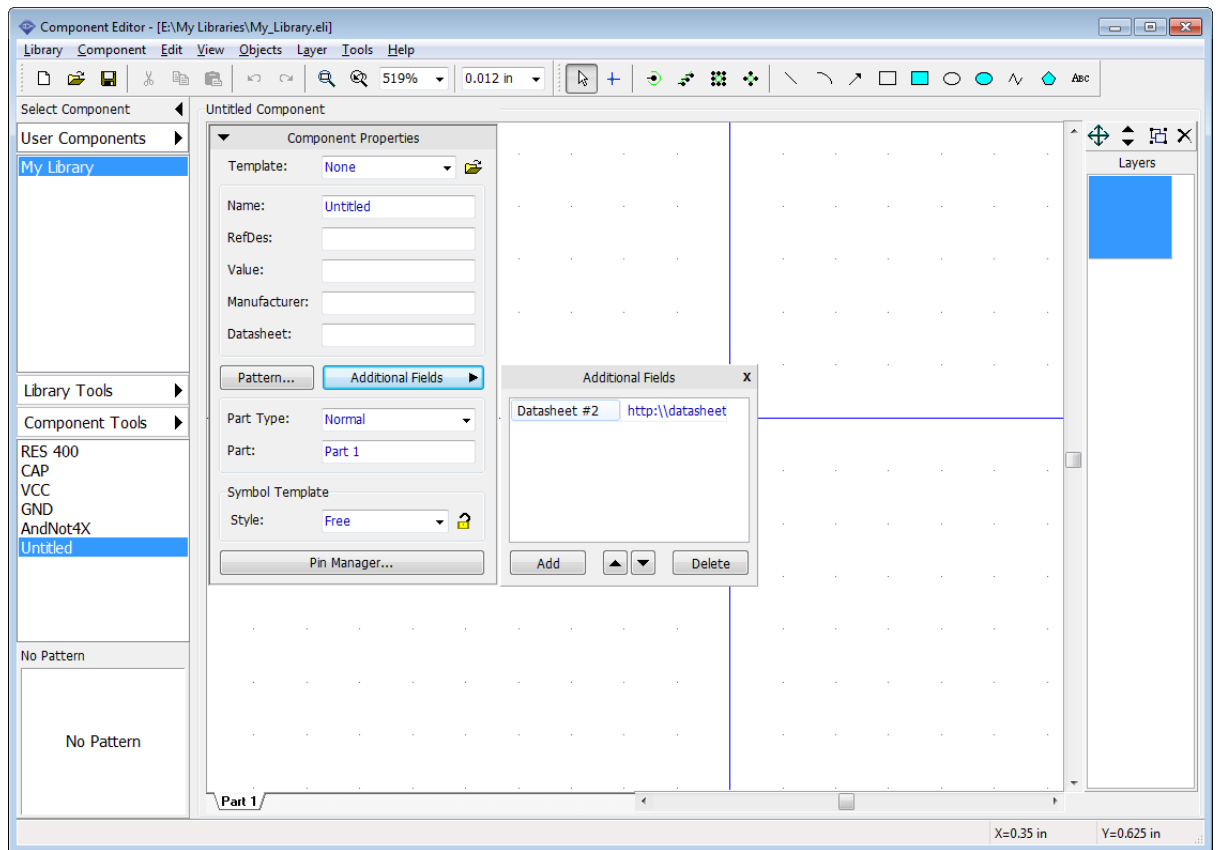 Component Editor - [E:\My Libraries\My_Library.eli]
Library Component Edit View Objects Layer Tools Help
519% 0.012 in ABC
Select Component
User Components
My Library
Library Tools
Component Tools
RES 400
CAP
VCC
GND
AndNot4X
Untitled
No Pattern
No Pattern
Untitled Component
Component Properties
Template: None
Name: Untitled
RefDes:
Value:
Manufacturer:
Datasheet:
Pattern... Additional Fields
Part Type: Normal
Part: Part 1
Symbol Template
Style: Free
Pin Manager...
Additional Fields X
Datasheet #2 http:\\datasheet
Add Delete
Layers
Part 1
X=0.35 in Y=0.625 in